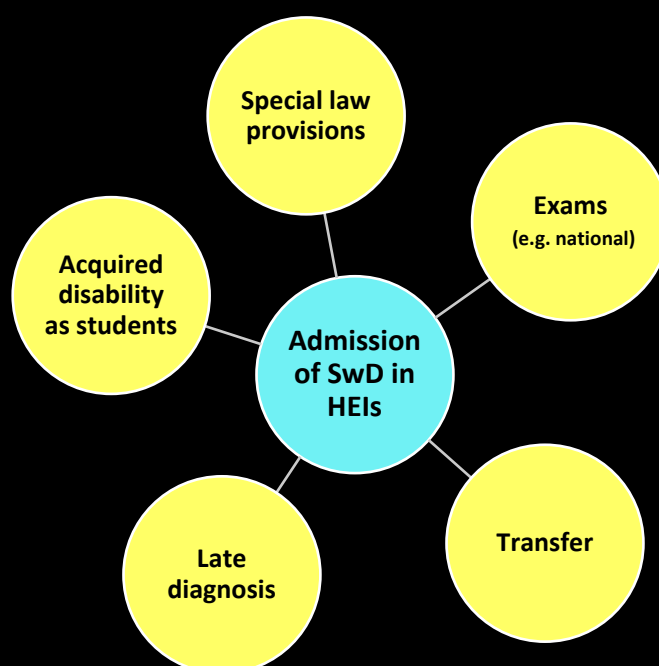 Special law
provisions
Exams
(e.g. national)
Acquired
disability
as students
Admission
of SwD in
HEIs
Transfer
Late
diagnosis